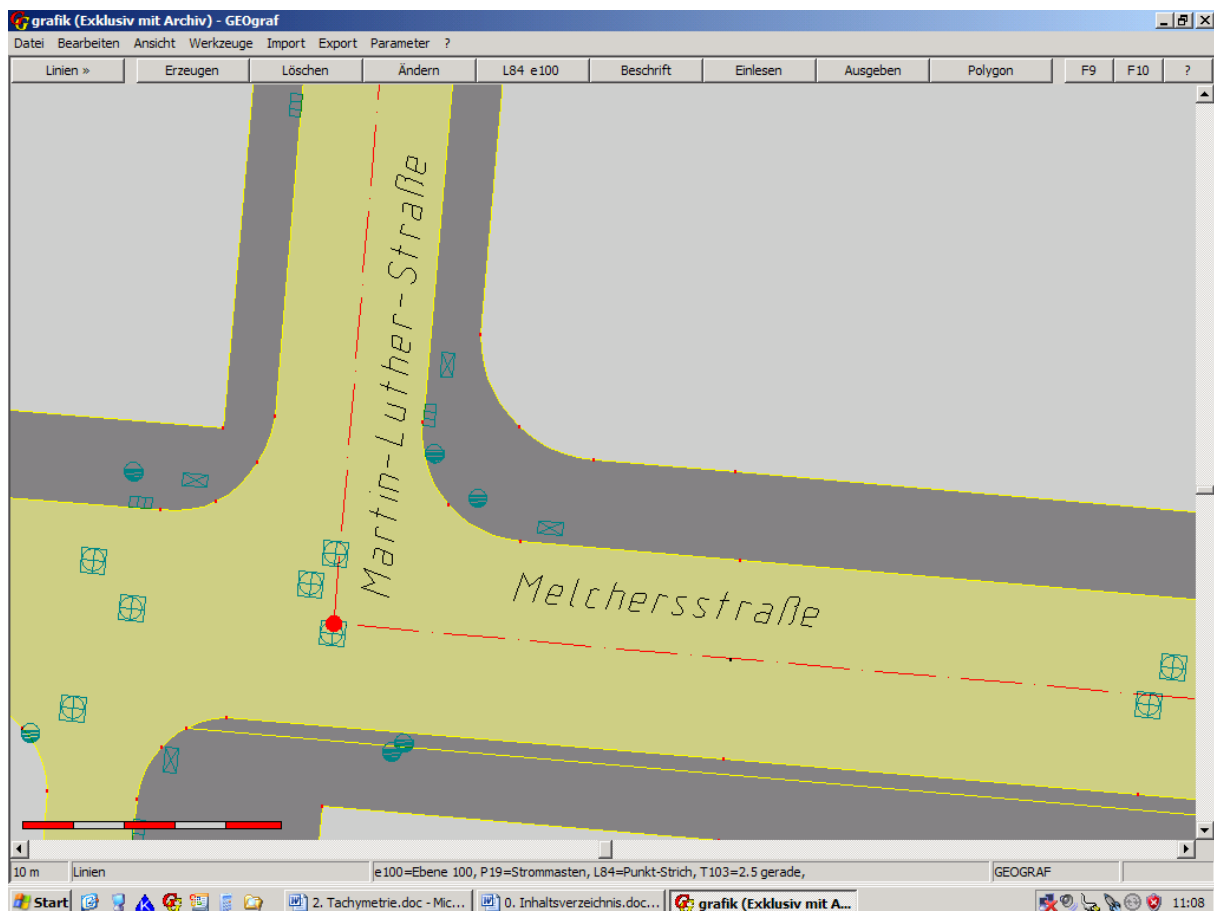 grafik (Exklusiv mit Archiv) - GEOgraf
Datei Bearbeiten Ansicht Werkzeuge Import Export Parameter ?
Linien » Erzeugen Löschen Ändern L84 e100 Beschrift Einlesen Ausgeben Polygon F9 F10 ?
Martin-Luther-Straße
Melchersstraße
10 m Linien e100=Ebene 100, P19=Strommasten, L84=Punkt-Strich, T103=2.5 gerade, GEOGRAF
Start 2. Tachymetrie.doc - Mic... 0. Inhaltsverzeichnis.doc... grafik (Exklusiv mit A... 11:08